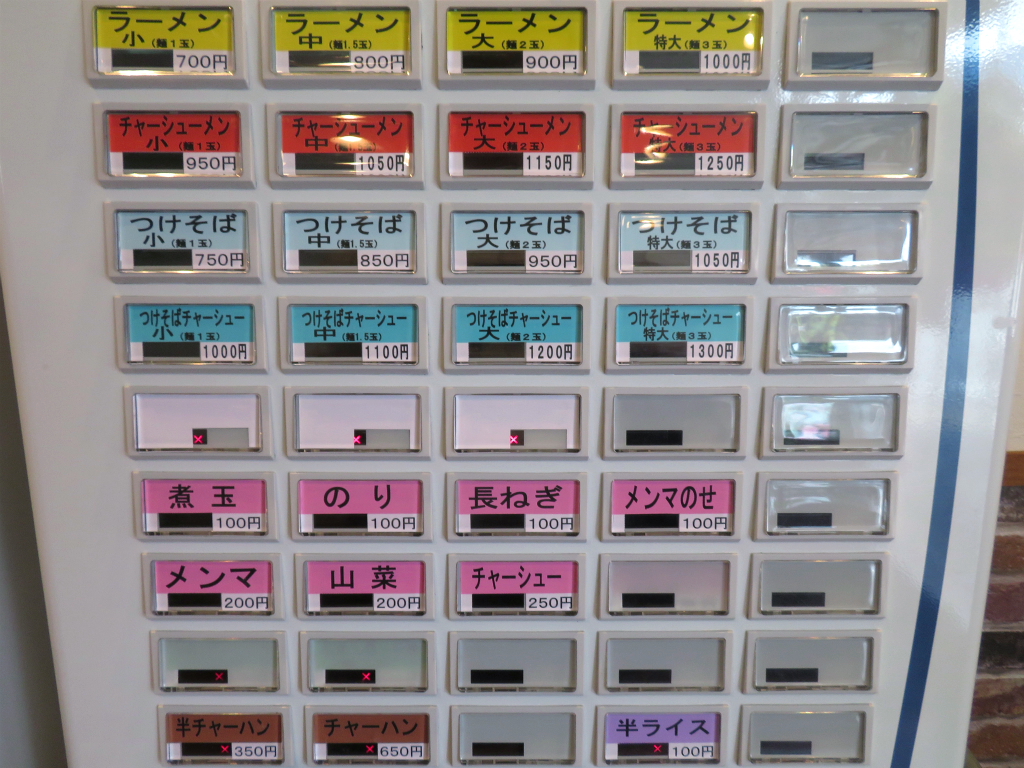 ラーメン ラーメン ラーメン ラーメン
小(麺1玉) 中(麺1.5玉) 大(麺2玉) 特大(麺3玉)
700円 800円 900円 1000円
チャーシューメン チャーシューメン チャーシューメン チャーシューメン
小(麺1玉) 中(麺1.5玉) 大(麺2玉) 特大(麺3玉)
950円 1050円 1150円 1250円
つけそば つけそば つけそば つけそば
小(麺1玉) 中(麺1.5玉) 大(麺2玉) 特大(麺3玉)
750円 850円 950円 1050円
つけそばチャーシュー つけそばチャーシュー つけそばチャーシュー つけそばチャーシュー
小(麺1玉) 中(麺1.5玉) 大(麺2玉) 特大(麺3玉)
1000円 1100円 1200円 1300円
煮玉 のり 長ねぎ メンマのせ
100円 100円 100円 100円
メンマ 山菜 チャーシュー
200円 200円 250円
半チャーハン チャーハン 半ライス
350円 650円 100円